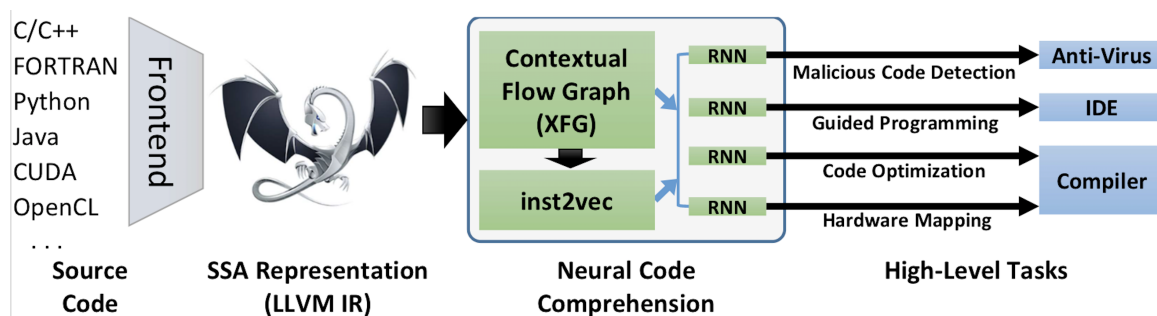 C/C++
FORTRAN
Python
Java
CUDA
OpenCL
. . .
Frontend
Contextual
Flow Graph
(XFG)
inst2vec
RNN
RNN
RNN
RNN
Malicious Code Detection
Guided Programming
Code Optimization
Hardware Mapping
Anti-Virus
IDE
Compiler
Source
Code
SSA Representation
(LLVM IR)
Neural Code
Comprehension
High-Level Tasks